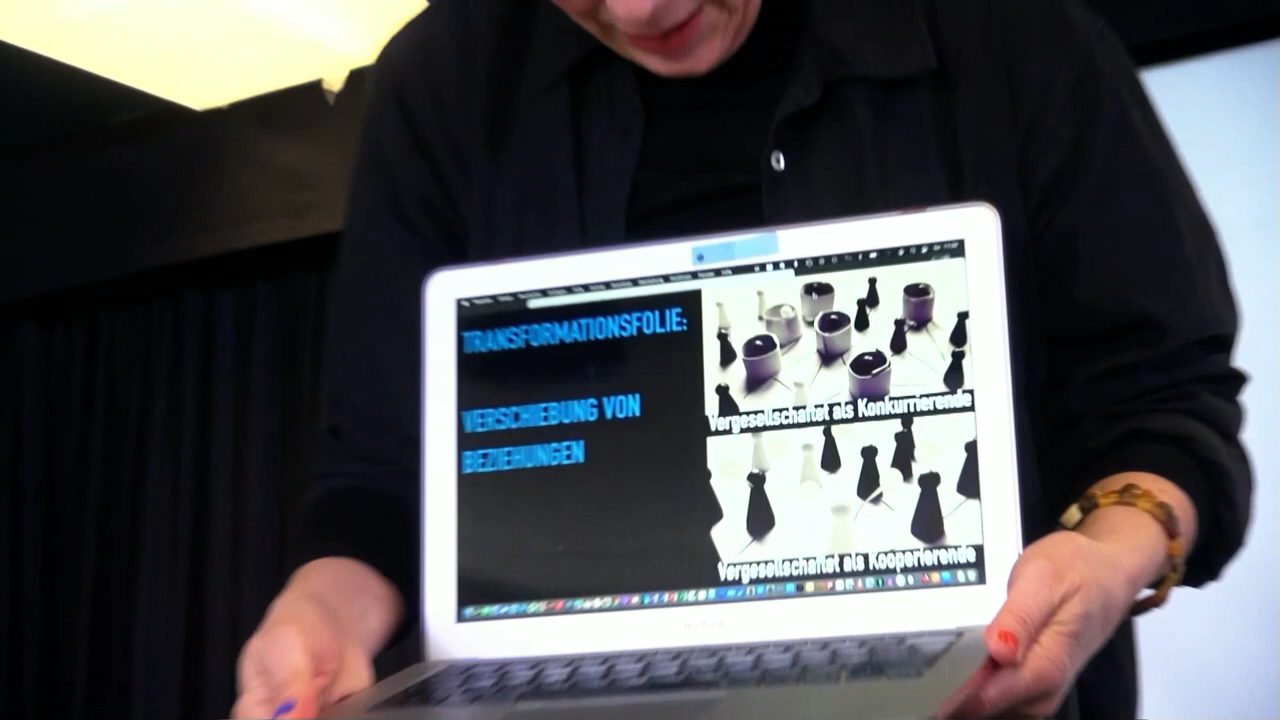 TRANSFORMATIONSFOLIE:
VERSCHIEBUNG VON
BEZIEHUNGEN
Vergesellschaftet als Konkurrierende
Vergesellschaftet als Kooperierende